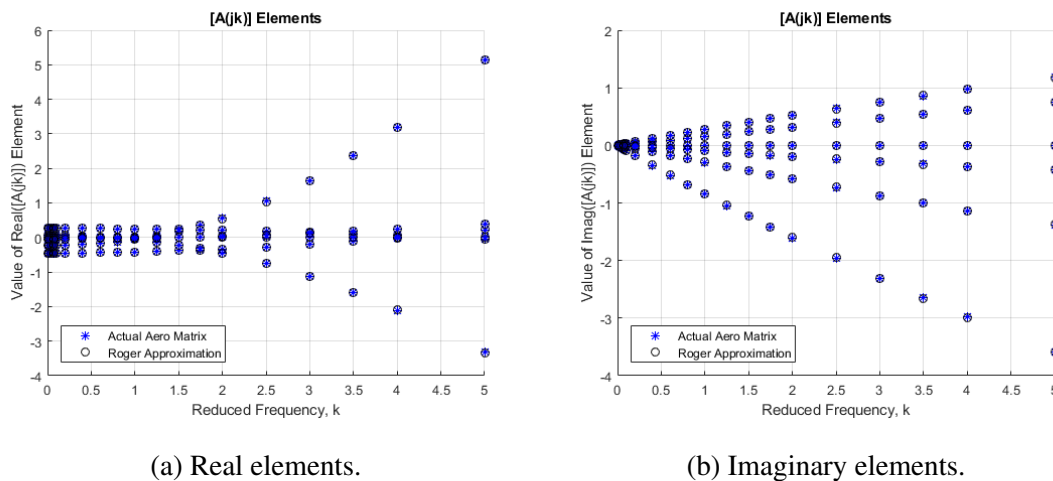 [A(jk)] Elements
6
5
4
3
2
1
0
-1
-2
-3
-4
Value of Real([A(jk)]) Element
Actual Aero Matrix
Roger Approximation
0 0.5 1 1.5 2 2.5 3 3.5 4 4.5 5
Reduced Frequency, k
(a) Real elements.
[A(jk)] Elements
2
1
0
-1
-2
-3
-4
Value of Imag([A(jk)]) Element
Actual Aero Matrix
Roger Approximation
0 0.5 1 1.5 2 2.5 3 3.5 4 4.5 5
Reduced Frequency, k
(b) Imaginary elements.